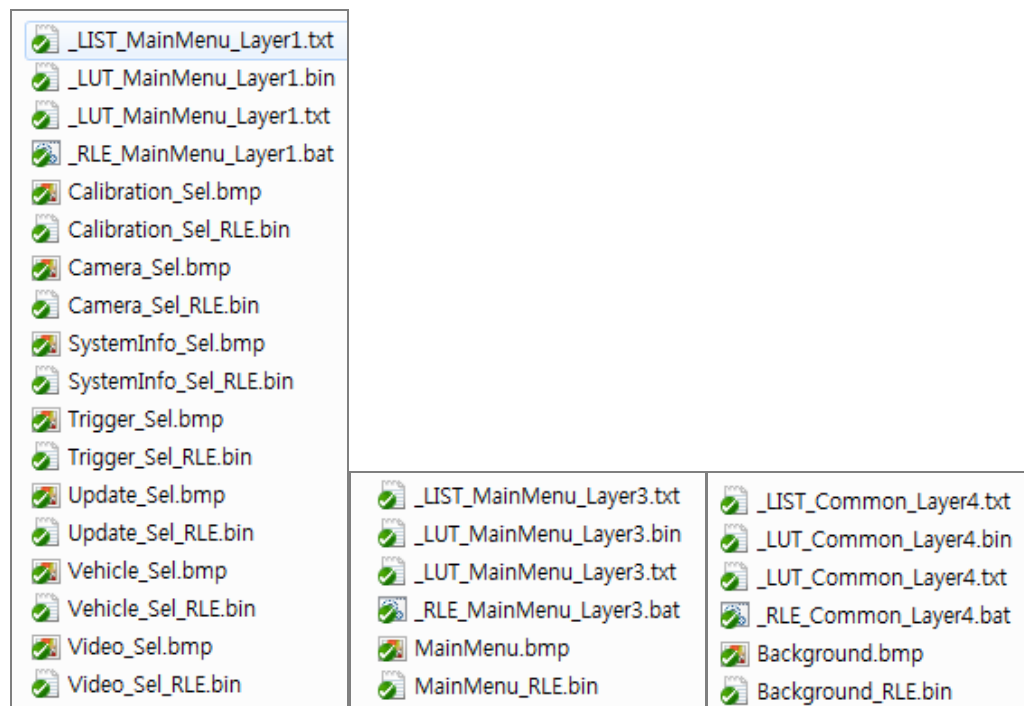 _LIST_MainMenu_Layer1.txt
_LUT_MainMenu_Layer1.bin
_LUT_MainMenu_Layer1.txt
_RLE_MainMenu_Layer1.bat
Calibration_Sel.bmp
Calibration_Sel_RLE.bin
Camera_Sel.bmp
Camera_Sel_RLE.bin
SystemInfo_Sel.bmp
SystemInfo_Sel_RLE.bin
Trigger_Sel.bmp
Trigger_Sel_RLE.bin
Update_Sel.bmp
Update_Sel_RLE.bin
Vehicle_Sel.bmp
Vehicle_Sel_RLE.bin
Video_Sel.bmp
Video_Sel_RLE.bin
_LIST_MainMenu_Layer3.txt
_LUT_MainMenu_Layer3.bin
_LUT_MainMenu_Layer3.txt
_RLE_MainMenu_Layer3.bat
MainMenu.bmp
MainMenu_RLE.bin
_LIST_Common_Layer4.txt
_LUT_Common_Layer4.bin
_LUT_Common_Layer4.txt
_RLE_Common_Layer4.bat
Background.bmp
Background_RLE.bin